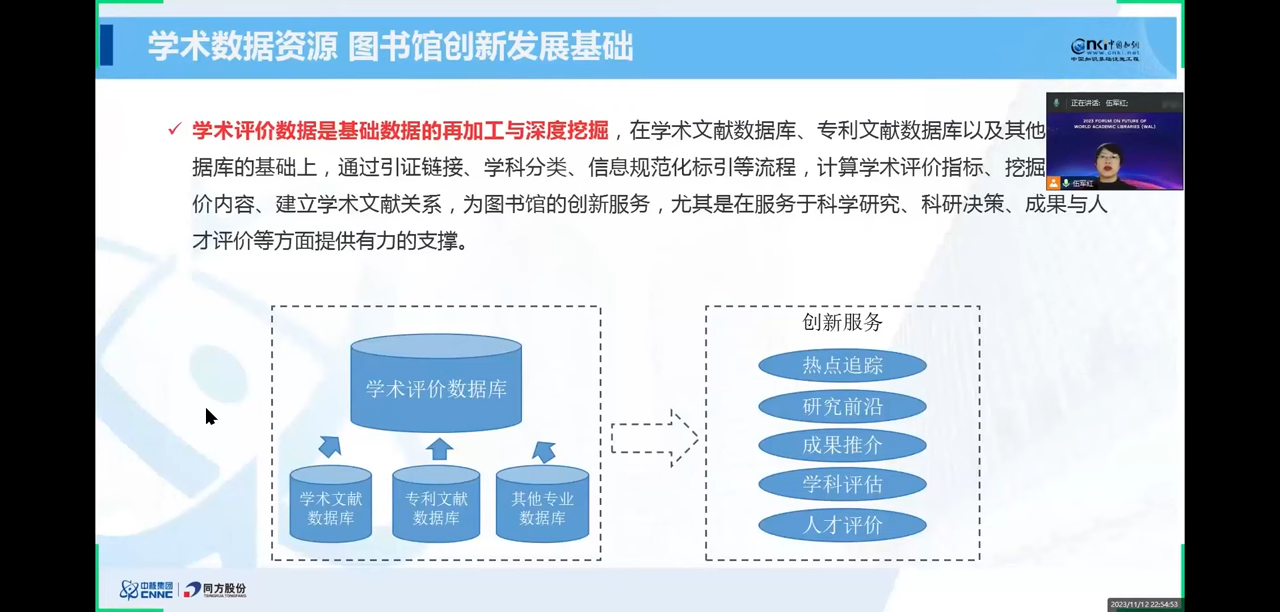 学术数据资源 图书馆创新发展基础
CNKI 中国知网
www.cnki.net
中国知识基础设施工程
正在讲话: 伍军红;
2023 FORUM ON FUTURE OF
WORLD ACADEMIC LIBRARIES (WAL)
伍军红
✓ 学术评价数据是基础数据的再加工与深度挖掘，在学术文献数据库、专利文献数据库以及其他
据库的基础上，通过引证链接、学科分类、信息规范化标引等流程，计算学术评价指标、挖掘
价内容、建立学术文献关系，为图书馆的创新服务，尤其是在服务于科学研究、科研决策、成果与人
才评价等方面提供有力的支撑。
学术评价数据库
学术文献
数据库
专利文献
数据库
其他专业
数据库
创新服务
热点追踪
研究前沿
成果推介
学科评估
人才评价
中核集团
CNNC
同方股份
TSINGHUA TONGFANG
2023/11/12 22:54:53